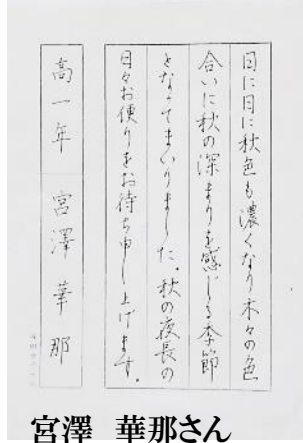 日に日に秋色も濃くなり木々の色
合いに秋の深まりを感じる季節
となってまいりました。秋の夜長の
日々お便りをお待ち申し上げます。
高一年 宮澤華那
宮澤 華那さん